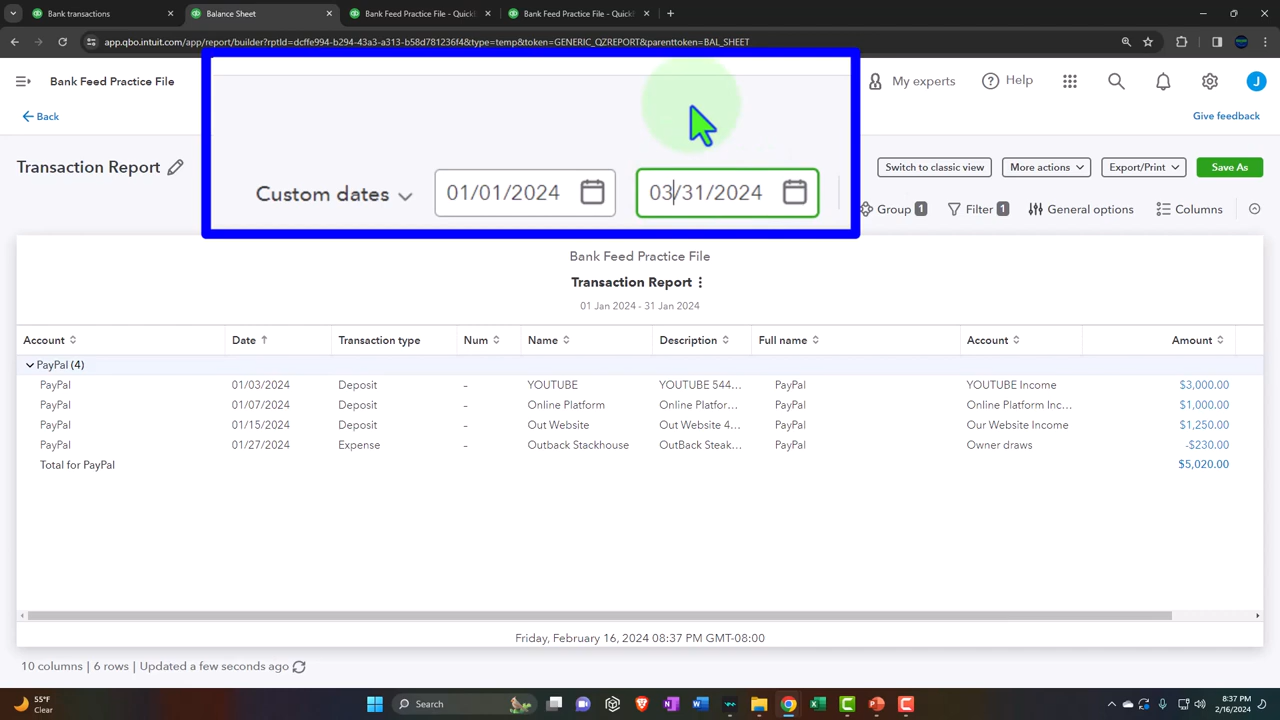 Bank transactions
Balance Sheet
Bank Feed Practice File - Quick
Bank Feed Practice File - Quick
app.qbo.intuit.com/app/report/builder?rptId=dcffe994-b294-43a3-a313-b58d781236f4&type=temp&token=GENERIC_QZREPORT&parenttoken=BAL_SHEET
Bank Feed Practice File
My experts
Help
J
Back
Give feedback
Transaction Report
Custom dates
01/01/2024
03/31/2024
Switch to classic view
More actions
Export/Print
Save As
Group 1
Filter 1
General options
Columns
Bank Feed Practice File
Transaction Report
01 Jan 2024 - 31 Jan 2024
Account Date Transaction type Num Name Description Full name Account Amount
PayPal (4)
PayPal 01/03/2024 Deposit – YOUTUBE YOUTUBE 544... PayPal YOUTUBE Income $3,000.00
PayPal 01/07/2024 Deposit – Online Platform Online Platfor... PayPal Online Platform Inc... $1,000.00
PayPal 01/15/2024 Deposit – Out Website Out Website 4... PayPal Our Website Income $1,250.00
PayPal 01/27/2024 Expense – Outback Stackhouse OutBack Steak... PayPal Owner draws -$230.00
Total for PayPal $5,020.00
Friday, February 16, 2024 08:37 PM GMT-08:00
10 columns | 6 rows | Updated a few seconds ago
55°F
Clear
Search
8:37 PM
2/16/2024